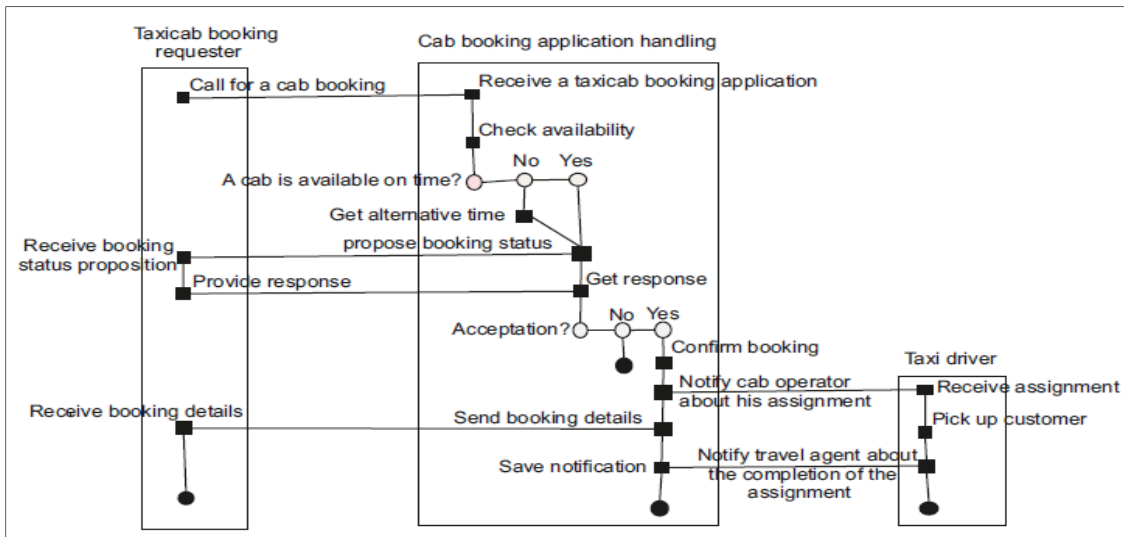 Taxicab booking
requester
Cab booking application handling
Call for a cab booking
Receive a taxicab booking application
Check availability
No
Yes
A cab is available on time?
Get alternative time
propose booking status
Receive booking
status proposition
Provide response
Get response
No
Yes
Acceptation?
Confirm booking
Taxi driver
Notify cab operator
about his assignment
Receive assignment
Receive booking details
Send booking details
Pick up customer
Save notification
Notify travel agent about
the completion of the
assignment